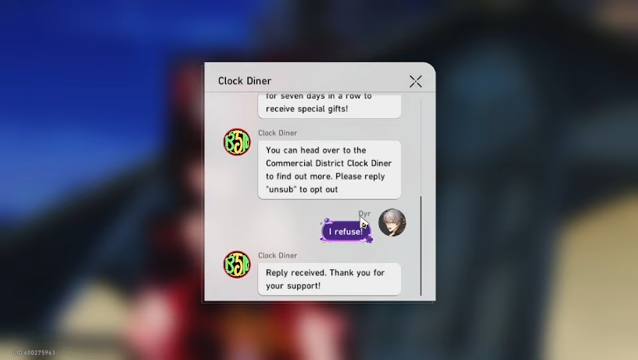 Clock Diner
for seven days in a row to
receive special gifts!
Clock Diner
You can head over to the
Commercial District Clock Diner
to find out more. Please reply
"unsub" to opt out
Dyr
I refuse!
Clock Diner
Reply received. Thank you for
your support!